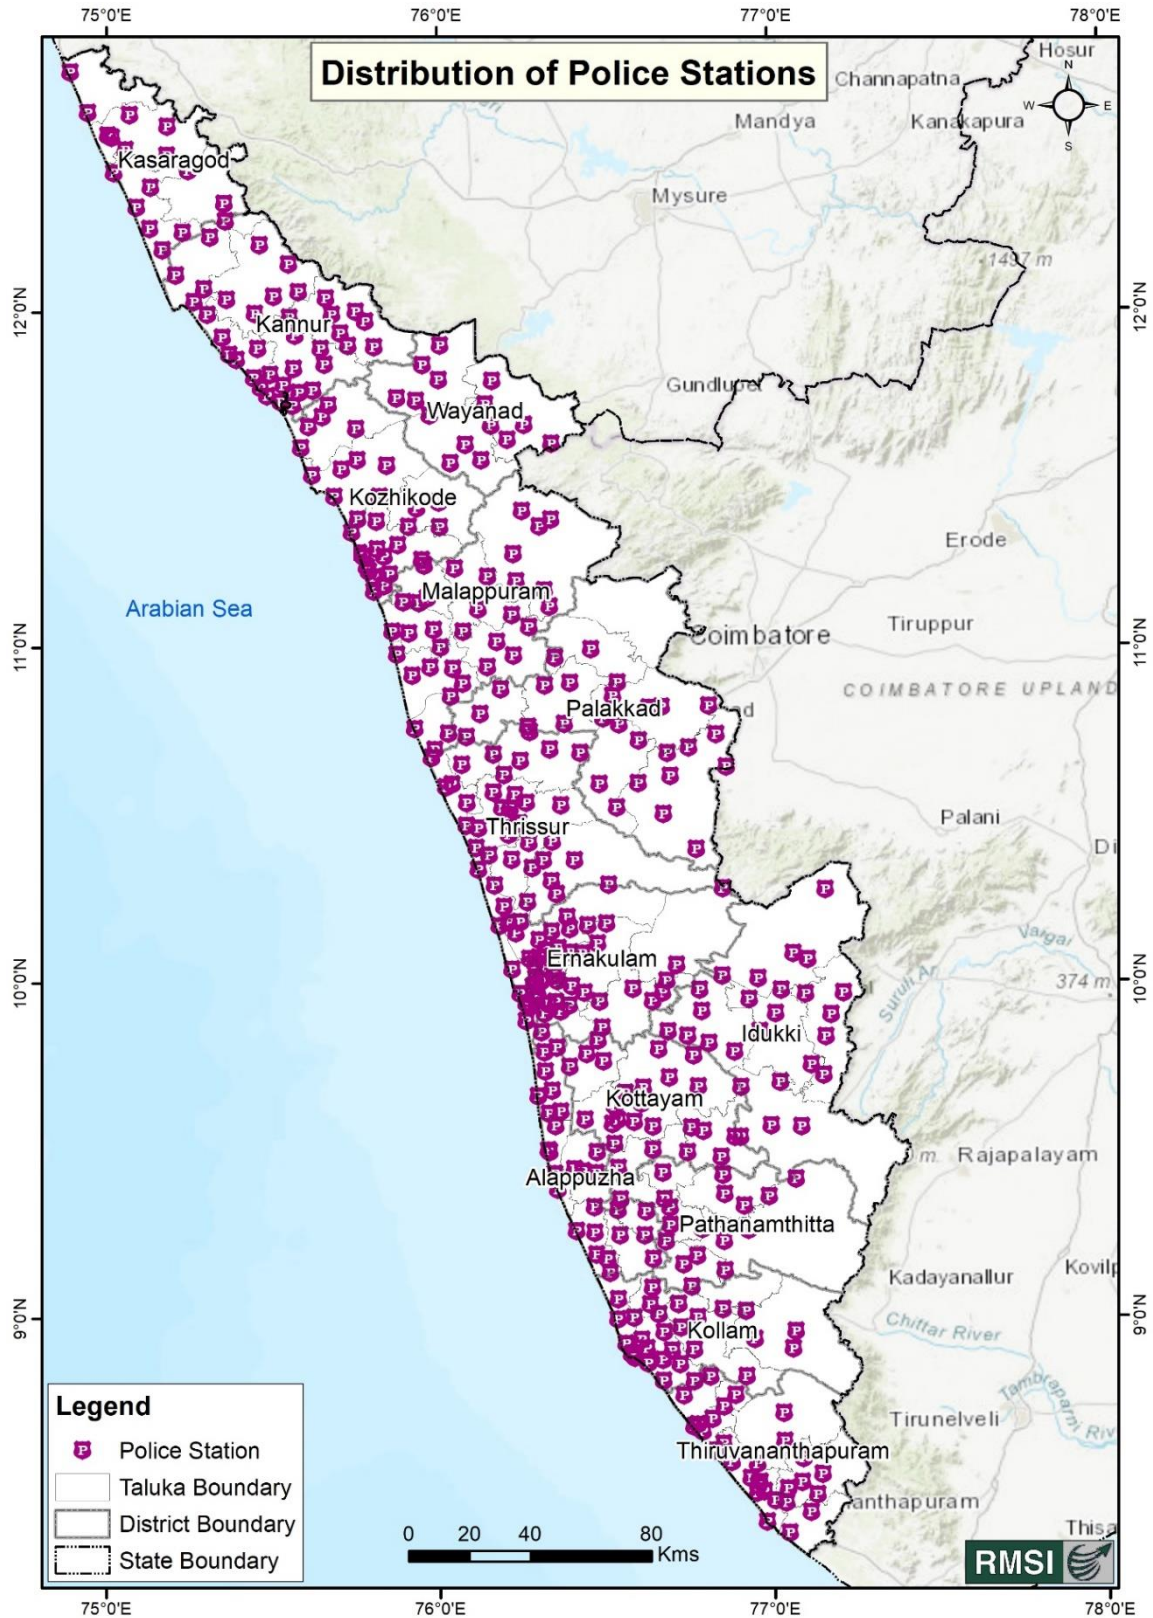 75°0'E 76°0'E 77°0'E 78°0'E
Distribution of Police Stations
Hosur
Channapatna
N
W E
S
Mandya
Kanakapura
Kasaragod
Mysure
1497 m
12°0'N
12°0'N
Kannur
Gundlupet
Wayanad
Kozhikode
Erode
Malappuram
Arabian Sea
Tiruppur
Coimbatore
11°0'N
11°0'N
COIMBATORE UPLAND
Palakkad
ad
Palani
Thrissur
Di
Vaigai
Ernakulam
374 m
10°0'N
10°0'N
Suruli Ar
Idukki
Kottayam
m
Rajapalayam
Alappuzha
Pathanamthitta
Kadayanallur
Kovilp
9°0'N
9°0'N
Kollam
Chittar River
Tambraparni Riv
Tirunelveli
Thiruvananthapuram
anthapuram
Thisa
Legend
P Police Station
Taluka Boundary
District Boundary
State Boundary
0 20 40 80
Kms
RMSI
75°0'E 76°0'E 77°0'E 78°0'E